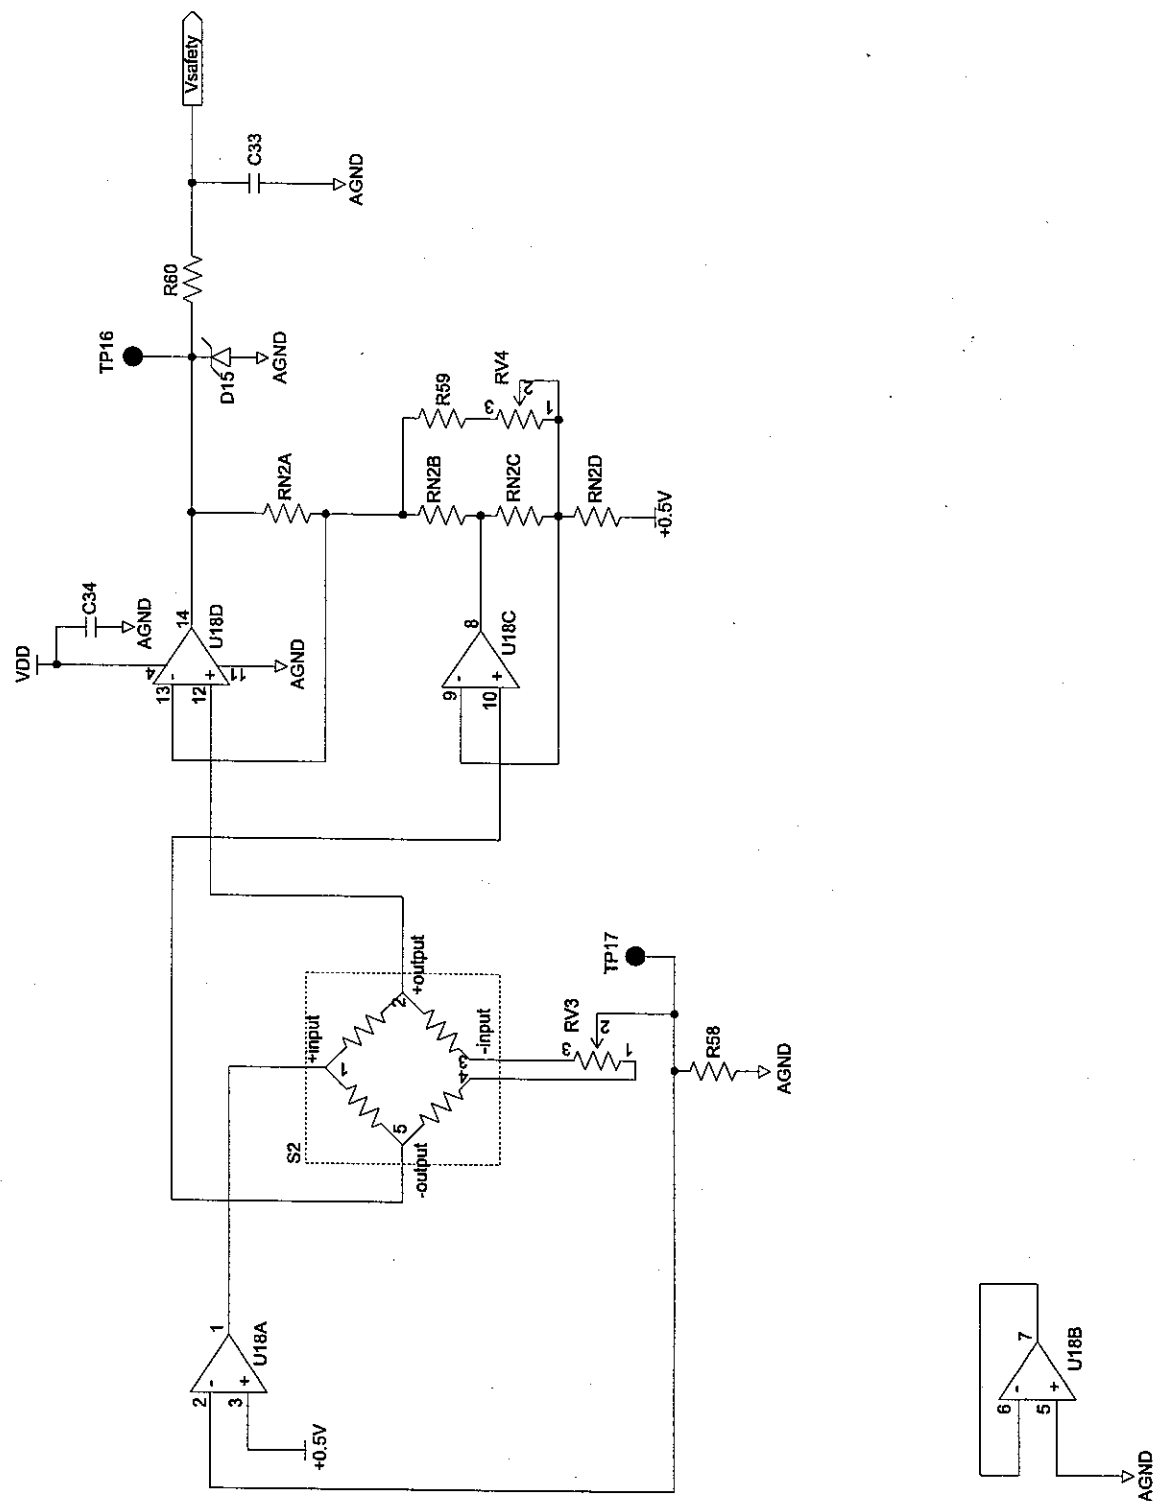 Vsafety
C33
AGND
R60
TP16
D15
AGND
R59
RV4
3
2
1
RN2A
RN2B
RN2C
RN2D
+0.5V
VDD
C34
AGND
4
14
U18D
13
-
12
+
11
AGND
8
U18C
9
-
10
+
TP17
+output
2
+input
1
-input
3
4
S2
5
-output
RV3
3
2
1
R58
AGND
1
U18A
2
-
3
+
+0.5V
7
U18B
6
-
5
+
AGND